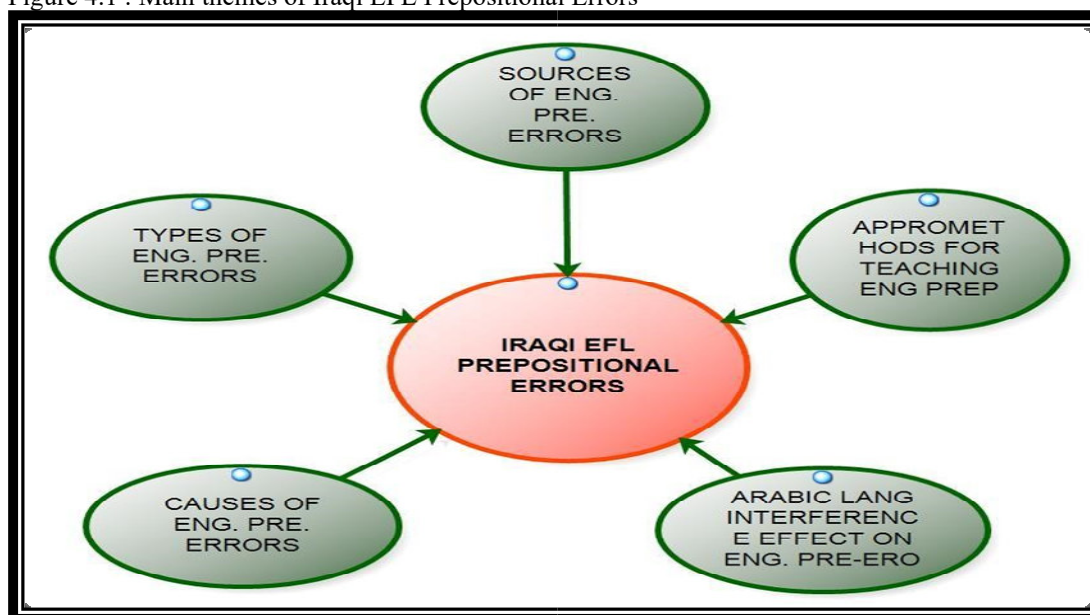 Figure 4.1 : Main themes of Iraqi EFL Prepositional Errors
SOURCES
OF ENG.
PRE.
ERRORS
TYPES OF
ENG. PRE.
ERRORS
APPROMET
HODS FOR
TEACHING
ENG PREP
IRAQI EFL
PREPOSITIONAL
ERRORS
CAUSES OF
ENG. PRE.
ERRORS
ARABIC LANG
INTERFERENC
E EFFECT ON
ENG. PRE-ERO